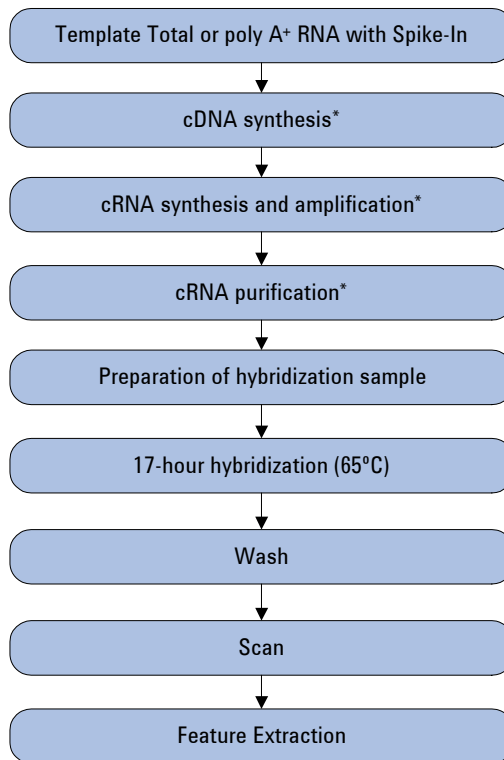 Template Total or poly A⁺ RNA with Spike-In
cDNA synthesis*
cRNA synthesis and amplification*
cRNA purification*
Preparation of hybridization sample
17-hour hybridization (65ºC)
Wash
Scan
Feature Extraction